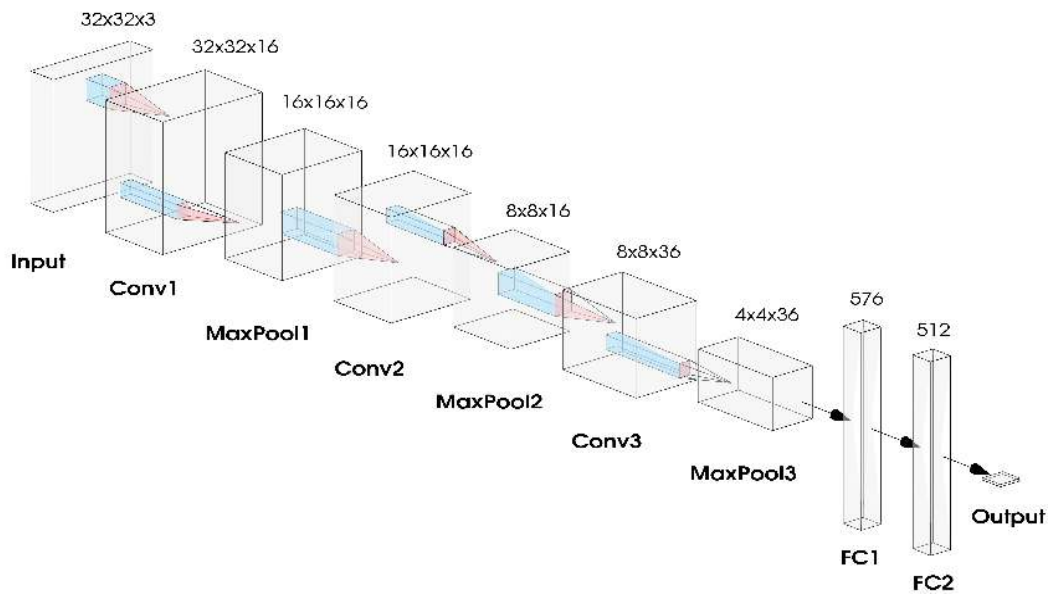 32x32x3
32x32x16
16x16x16
16x16x16
8x8x16
8x8x36
4x4x36
576
512
Input
Conv1
MaxPool1
Conv2
MaxPool2
Conv3
MaxPool3
FC1
FC2
Output